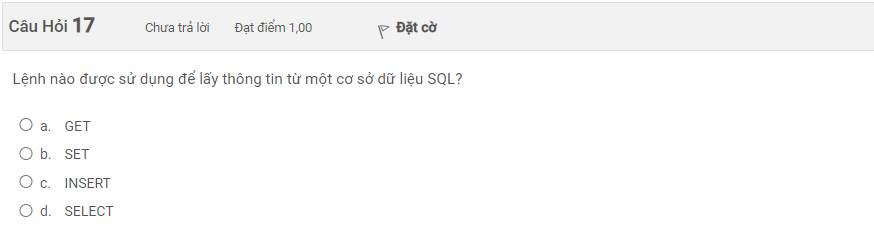 Câu Hỏi 17 Chưa trả lời Đạt điểm 1,00 Đặt cờ
Lệnh nào được sử dụng để lấy thông tin từ một cơ sở dữ liệu SQL?
a. GET
b. SET
c. INSERT
d. SELECT